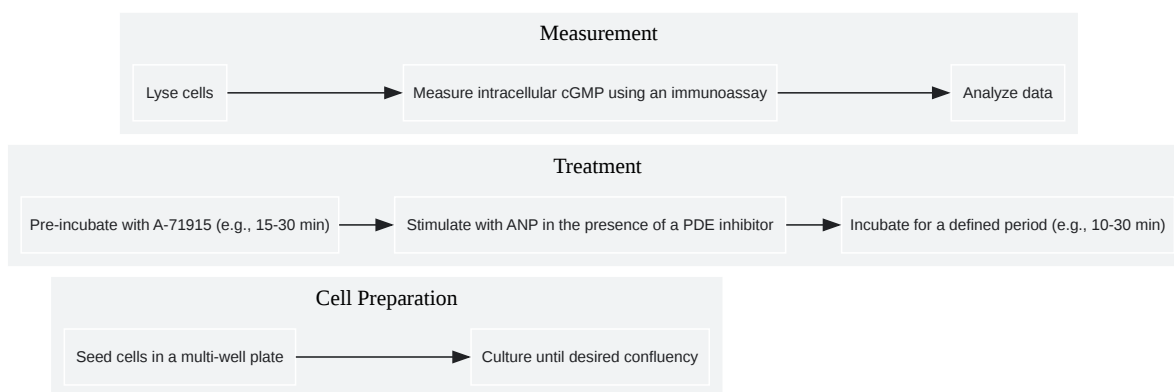 Measurement
Lyse cells
Measure intracellular cGMP using an immunoassay
Analyze data
Treatment
Pre-incubate with A-71915 (e.g., 15-30 min)
Stimulate with ANP in the presence of a PDE inhibitor
Incubate for a defined period (e.g., 10-30 min)
Cell Preparation
Seed cells in a multi-well plate
Culture until desired confluency